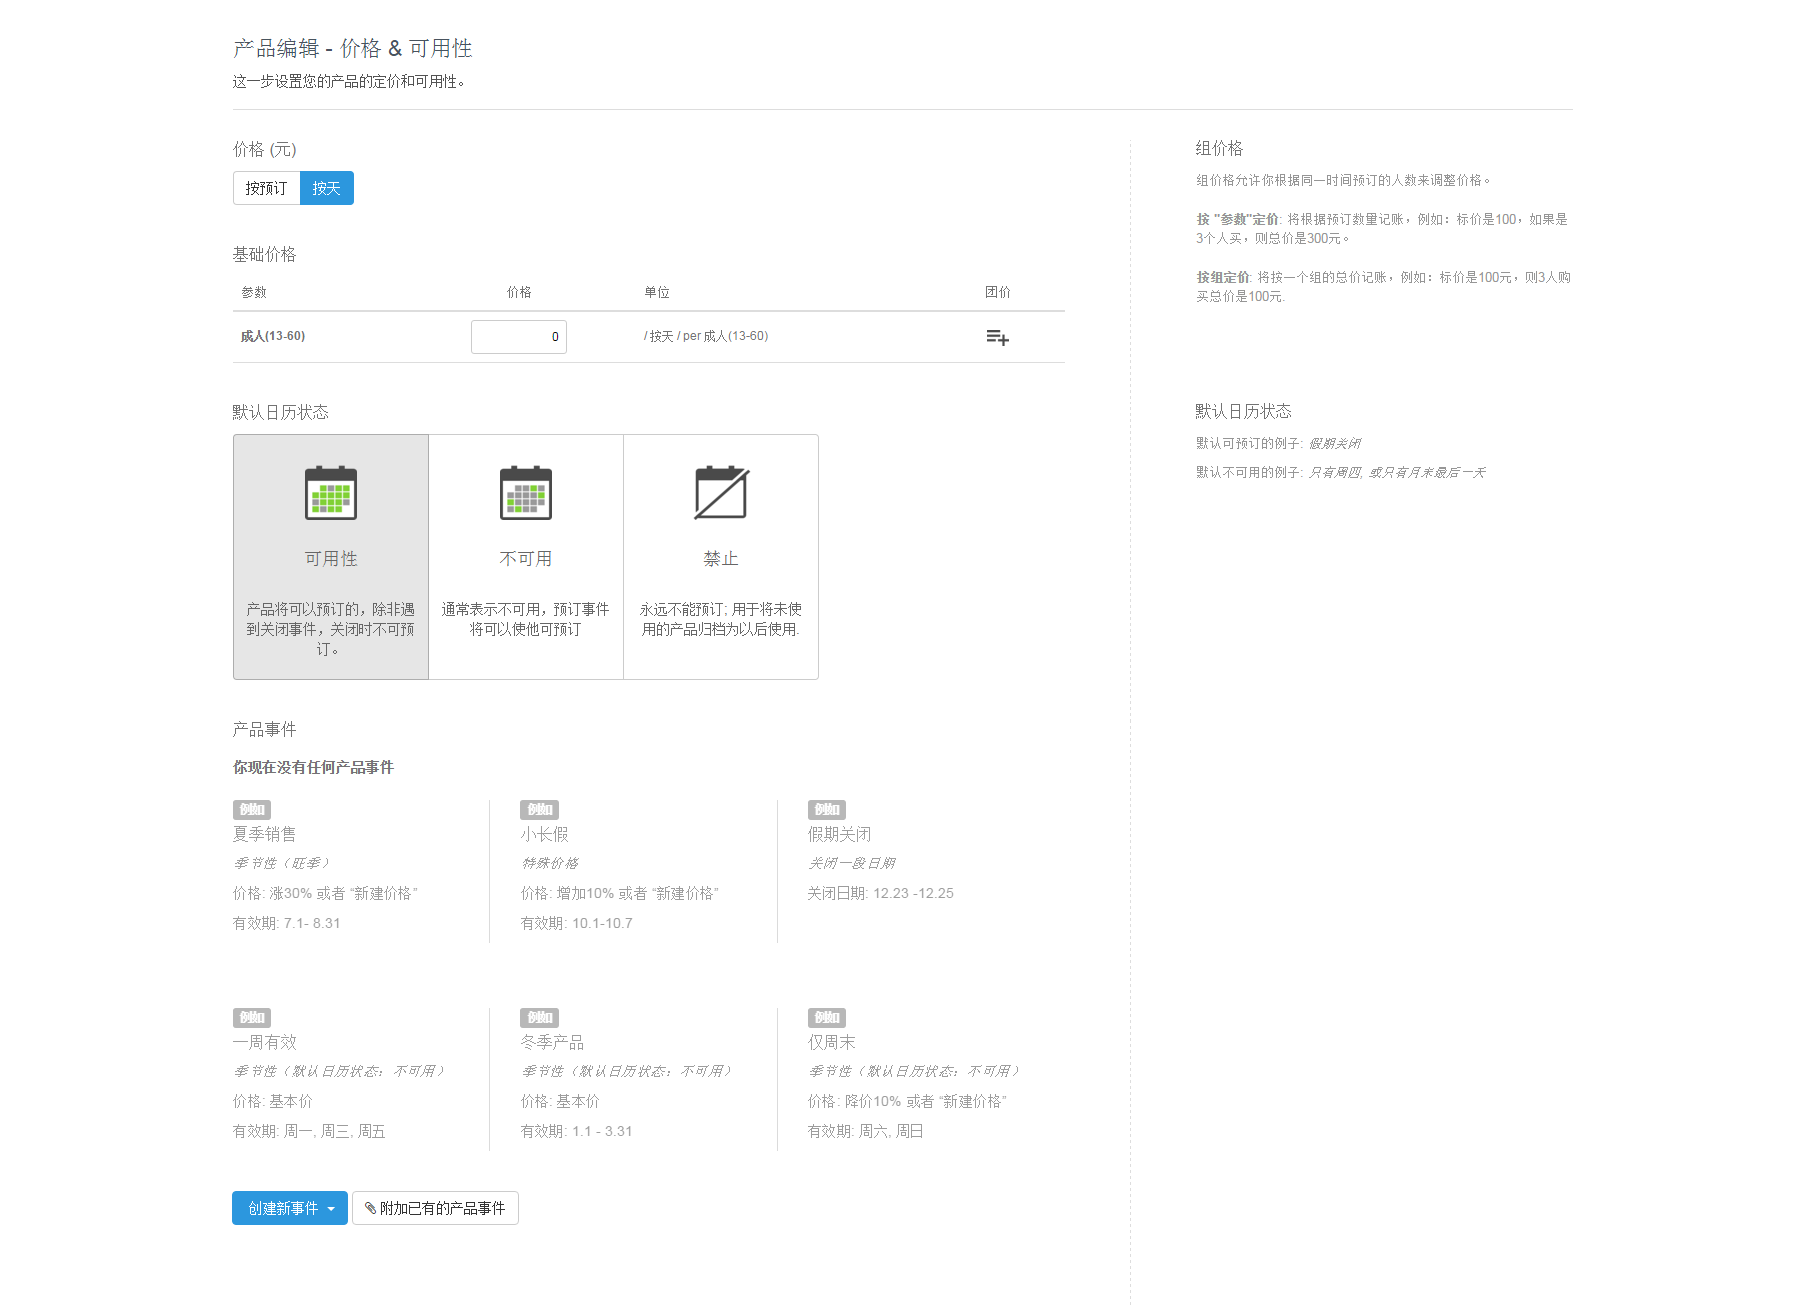 产品编辑 - 价格 & 可用性
这一步设置您的产品的定价和可用性。
价格 (元)
按预订 按天
基础价格
参数 价格 单位 团价
成人(13-60) 0 / 按天 / per 成人(13-60)
默认日历状态
可用性
产品将可以预订的，除非遇
到关闭事件，关闭时不可预
订。
不可用
通常表示不可用，预订事件
将可以使他可预订
禁止
永远不能预订; 用于将未使
用的产品归档为以后使用.
产品事件
你现在没有任何产品事件
例如
夏季销售
季节性（旺季）
价格: 涨30% 或者 “新建价格”
有效期: 7.1- 8.31
例如
小长假
特殊价格
价格: 增加10% 或者 “新建价格”
有效期: 10.1-10.7
例如
假期关闭
关闭一段日期
关闭日期: 12.23 -12.25
例如
一周有效
季节性（默认日历状态：不可用）
价格: 基本价
有效期: 周一, 周三, 周五
例如
冬季产品
季节性（默认日历状态：不可用）
价格: 基本价
有效期: 1.1 - 3.31
例如
仅周末
季节性（默认日历状态：不可用）
价格: 降价10% 或者 “新建价格”
有效期: 周六, 周日
创建新事件 附加已有的产品事件
组价格
组价格允许你根据同一时间预订的人数来调整价格。
按 "参数"定价: 将根据预订数量记账，例如：标价是100，如果是
3个人买，则总价是300元。
按组定价: 将按一个组的总价记账，例如：标价是100元，则3人购
买总价是100元.
默认日历状态
默认可预订的例子: 假期关闭
默认不可用的例子: 只有周四, 或只有月末最后一天